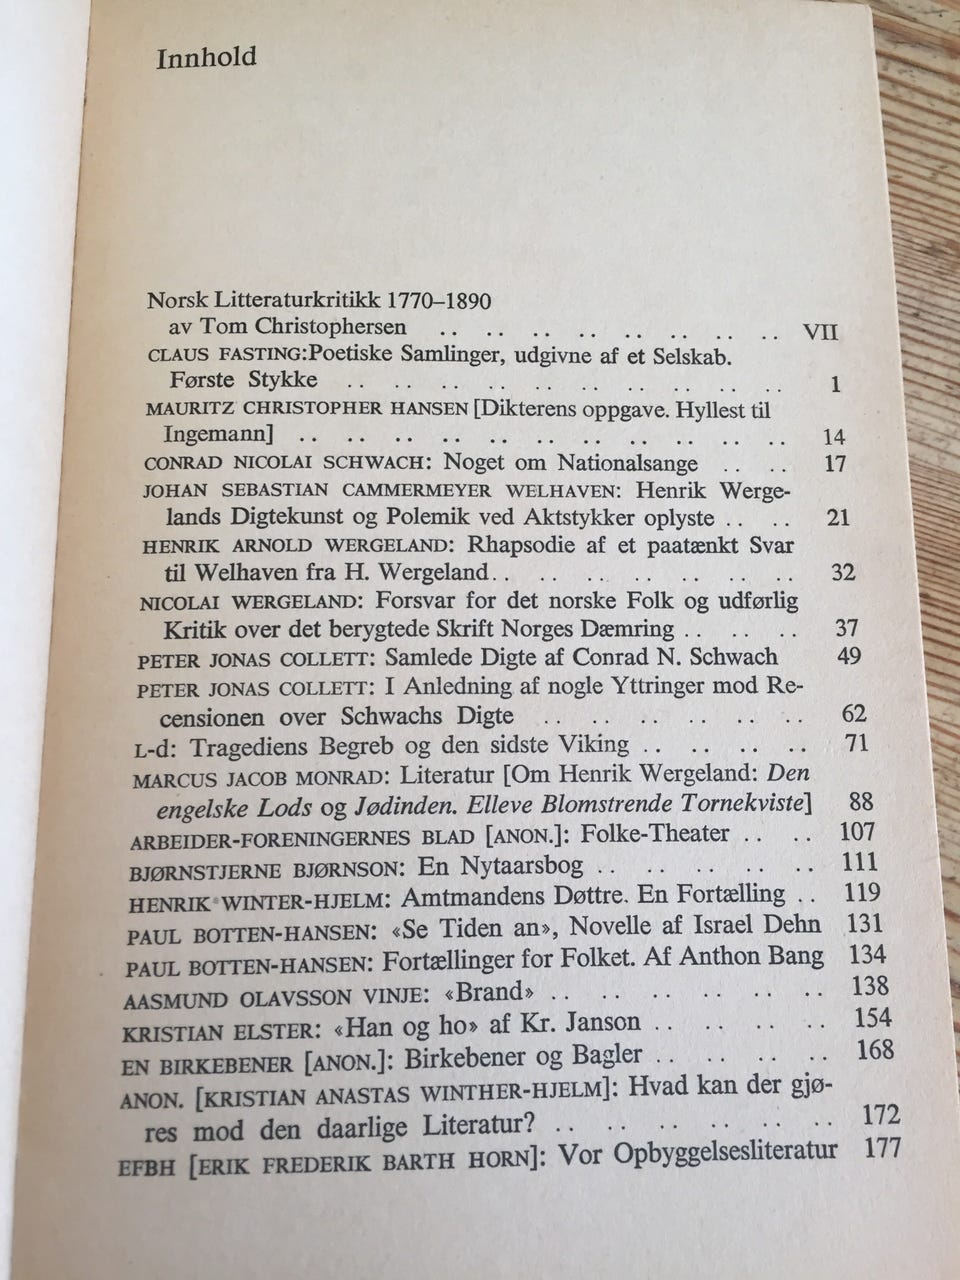 Innhold
Norsk Litteraturkritikk 1770–1890
av Tom Christophersen .. .. .. .. .. .. .. .. VII
CLAUS FASTING:Poetiske Samlinger, udgivne af et Selskab.
Første Stykke .. .. .. .. .. .. .. .. .. .. 1
MAURITZ CHRISTOPHER HANSEN [Dikterens oppgave. Hyllest til
Ingemann] .. .. .. .. .. .. .. .. .. .. .. 14
CONRAD NICOLAI SCHWACH: Noget om Nationalsange .. .. 17
JOHAN SEBASTIAN CAMMERMEYER WELHAVEN: Henrik Werge-
lands Digtekunst og Polemik ved Aktstykker oplyste .. .. 21
HENRIK ARNOLD WERGELAND: Rhapsodie af et paatænkt Svar
til Welhaven fra H. Wergeland.. .. .. .. .. .. .. 32
NICOLAI WERGELAND: Forsvar for det norske Folk og udførlig
Kritik over det berygtede Skrift Norges Dæmring .. .. .. 37
PETER JONAS COLLETT: Samlede Digte af Conrad N. Schwach 49
PETER JONAS COLLETT: I Anledning af nogle Yttringer mod Re-
censionen over Schwachs Digte .. .. .. .. .. .. 62
L-d: Tragediens Begreb og den sidste Viking .. .. .. .. 71
MARCUS JACOB MONRAD: Literatur [Om Henrik Wergeland: Den
engelske Lods og Jødinden. Elleve Blomstrende Tornekviste] 88
ARBEIDER-FORENINGERNES BLAD [ANON.]: Folke-Theater .. .. 107
BJØRNSTJERNE BJØRNSON: En Nytaarsbog .. .. .. .. .. 111
HENRIK WINTER-HJELM: Amtmandens Døttre. En Fortælling .. 119
PAUL BOTTEN-HANSEN: «Se Tiden an», Novelle af Israel Dehn 131
PAUL BOTTEN-HANSEN: Fortællinger for Folket. Af Anthon Bang 134
AASMUND OLAVSSON VINJE: «Brand» .. .. .. .. .. .. 138
KRISTIAN ELSTER: «Han og ho» af Kr. Janson .. .. .. .. 154
EN BIRKEBENER [ANON.]: Birkebener og Bagler .. .. .. .. 168
ANON. [KRISTIAN ANASTAS WINTHER-HJELM]: Hvad kan der gjø-
res mod den daarlige Literatur? .. .. .. .. .. .. 172
EFBH [ERIK FREDERIK BARTH HORN]: Vor Opbyggelsesliteratur 177